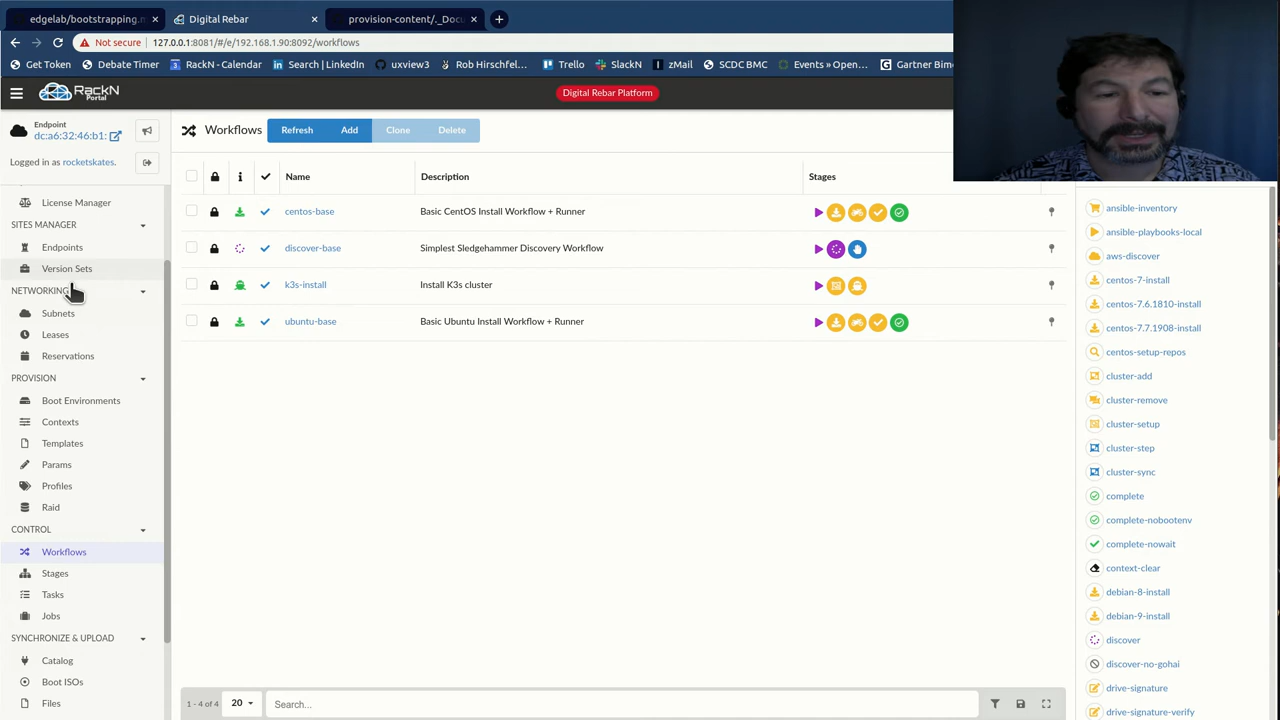 edgelab/bootstrapping.m
Digital Rebar
provision-content/._Docu
Not secure
127.0.0.1:8081/#/e/192.168.1.90:8092/workflows
Get Token
Debate Timer
RackN - Calendar
Search | LinkedIn
uxview3
Rob Hirschfel...
Trello
SlackN
zMail
SCDC BMC
Events » Open...
Gartner Bimo
RackN
Portal
Digital Rebar Platform
Endpoint
dc:a6:32:46:b1:
Logged in as rocketskates.
License Manager
SITES MANAGER
Endpoints
Version Sets
NETWORKING
Subnets
Leases
Reservations
PROVISION
Boot Environments
Contexts
Templates
Params
Profiles
Raid
CONTROL
Workflows
Stages
Tasks
Jobs
SYNCHRONIZE & UPLOAD
Catalog
Boot ISOs
Files
Workflows
Refresh
Add
Clone
Delete
Name
Description
Stages
centos-base
Basic CentOS Install Workflow + Runner
discover-base
Simplest Sledgehammer Discovery Workflow
k3s-install
Install K3s cluster
ubuntu-base
Basic Ubuntu Install Workflow + Runner
1 - 4 of 4
20
Search...
ansible-inventory
ansible-playbooks-local
aws-discover
centos-7-install
centos-7.6.1810-install
centos-7.7.1908-install
centos-setup-repos
cluster-add
cluster-remove
cluster-setup
cluster-step
cluster-sync
complete
complete-nobootenv
complete-nowait
context-clear
debian-8-install
debian-9-install
discover
discover-no-gohai
drive-signature
drive-signature-verify